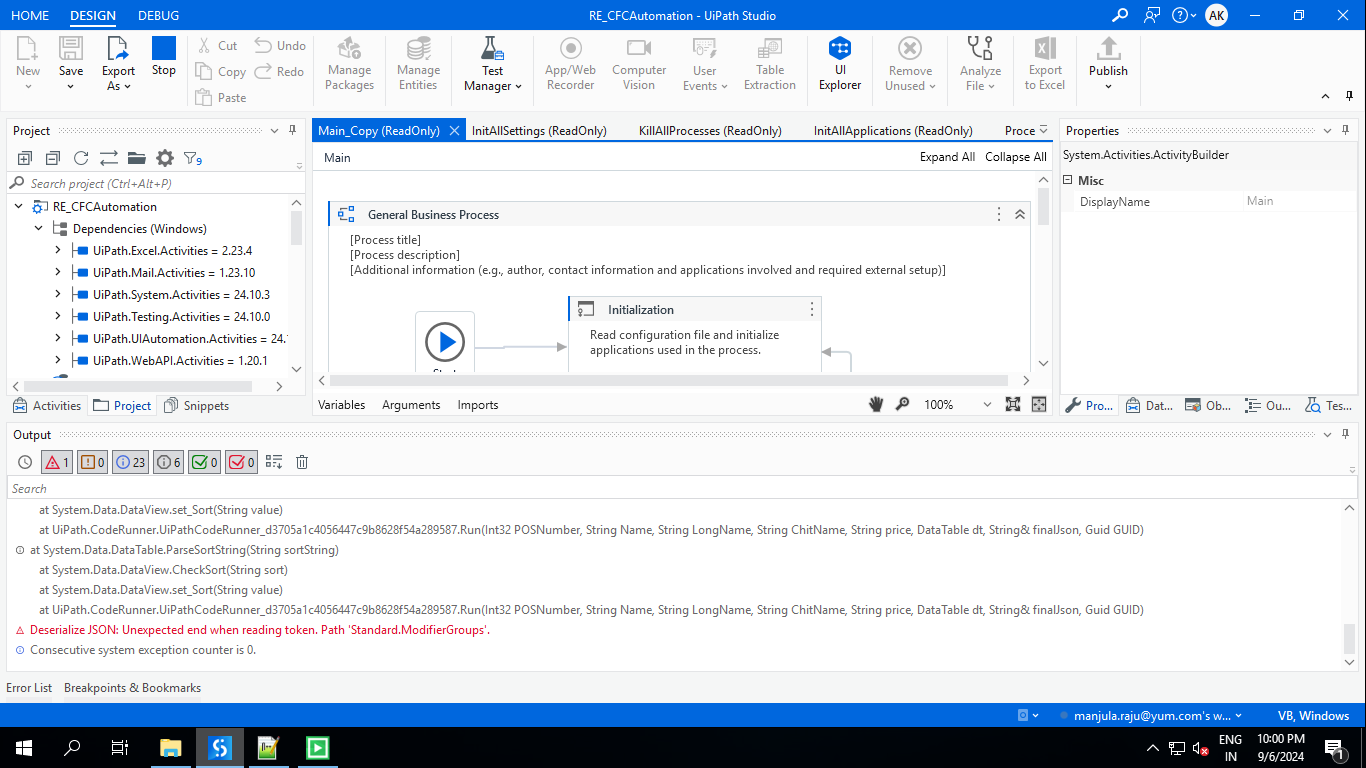 HOME DESIGN DEBUG RE_CFCAutomation - UiPath Studio AK
New Save Export As Stop Cut Copy Paste Undo Redo Manage Packages Manage Entities Test Manager App/Web Recorder Computer Vision User Events Table Extraction UI Explorer Remove Unused Analyze File Export to Excel Publish
Project
Search project (Ctrl+Alt+P)
RE_CFCAutomation
Dependencies (Windows)
UiPath.Excel.Activities = 2.23.4
UiPath.Mail.Activities = 1.23.10
UiPath.System.Activities = 24.10.3
UiPath.Testing.Activities = 24.10.0
UiPath.UIAutomation.Activities = 24.
UiPath.WebAPI.Activities = 1.20.1
Activities Project Snippets
Main_Copy (ReadOnly) InitAllSettings (ReadOnly) KillAllProcesses (ReadOnly) InitAllApplications (ReadOnly) Proce
Main Expand All Collapse All
General Business Process
[Process title]
[Process description]
[Additional information (e.g., author, contact information and applications involved and required external setup)]
Initialization
Read configuration file and initialize
applications used in the process.
Variables Arguments Imports 100%
Properties
System.Activities.ActivityBuilder
Misc
DisplayName Main
Pro... Dat... Ob... Ou... Tes...
Output
1 0 23 6 0 0
Search
at System.Data.DataView.set_Sort(String value)
at UiPath.CodeRunner.UiPathCodeRunner_d3705a1c4056447c9b8628f54a289587.Run(Int32 POSNumber, String Name, String LongName, String ChitName, String price, DataTable dt, String& finalJson, Guid GUID)
at System.Data.DataTable.ParseSortString(String sortString)
at System.Data.DataView.CheckSort(String sort)
at System.Data.DataView.set_Sort(String value)
at UiPath.CodeRunner.UiPathCodeRunner_d3705a1c4056447c9b8628f54a289587.Run(Int32 POSNumber, String Name, String LongName, String ChitName, String price, DataTable dt, String& finalJson, Guid GUID)
Deserialize JSON: Unexpected end when reading token. Path 'Standard.ModifierGroups'.
Consecutive system exception counter is 0.
Error List Breakpoints & Bookmarks
manjula.raju@yum.com's w... VB, Windows
ENG
IN
10:00 PM
9/6/2024
1